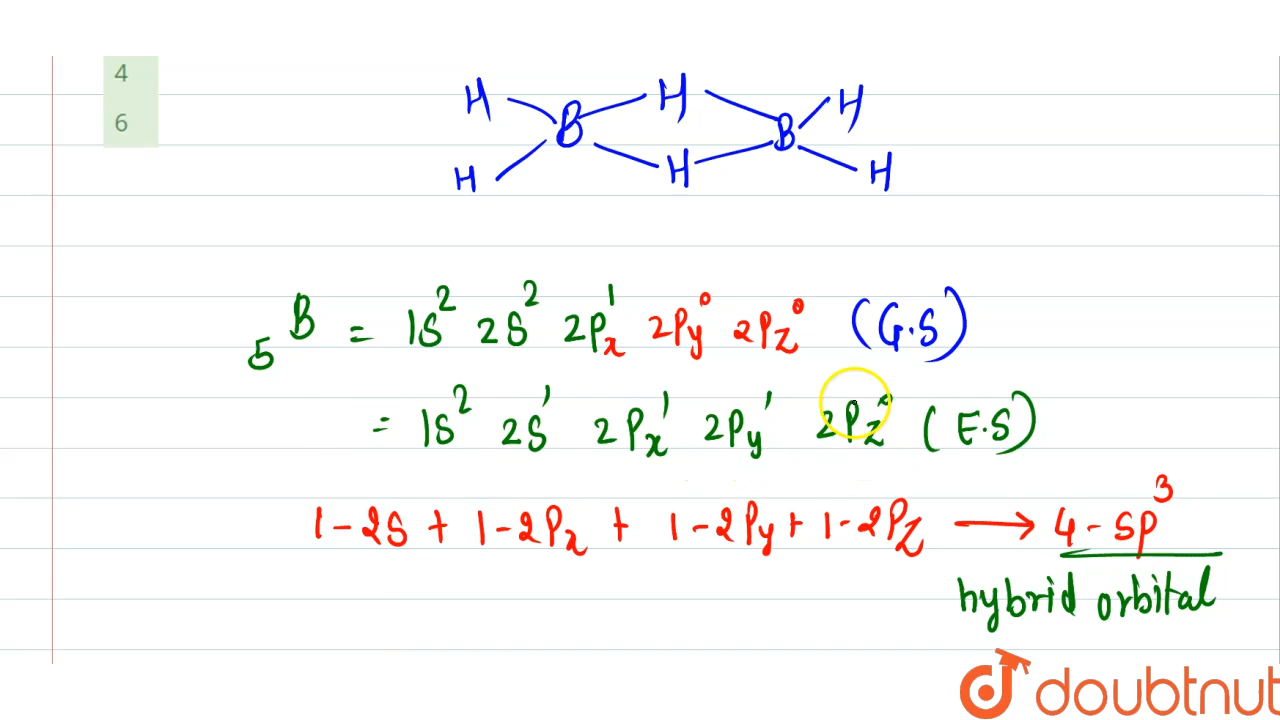 4
6
H H H
B B
H H H
₅B = 1S² 2S² 2Pₓ¹ 2Py⁰ 2Pz⁰ (G.S)
= 1S² 2S¹ 2Pₓ¹ 2Py¹ 2Pz⁰ (E.S)
1-2S + 1-2Pₓ + 1-2Py + 1-2Pz ⟶ 4-SP³
hybrid orbital
doubtnut